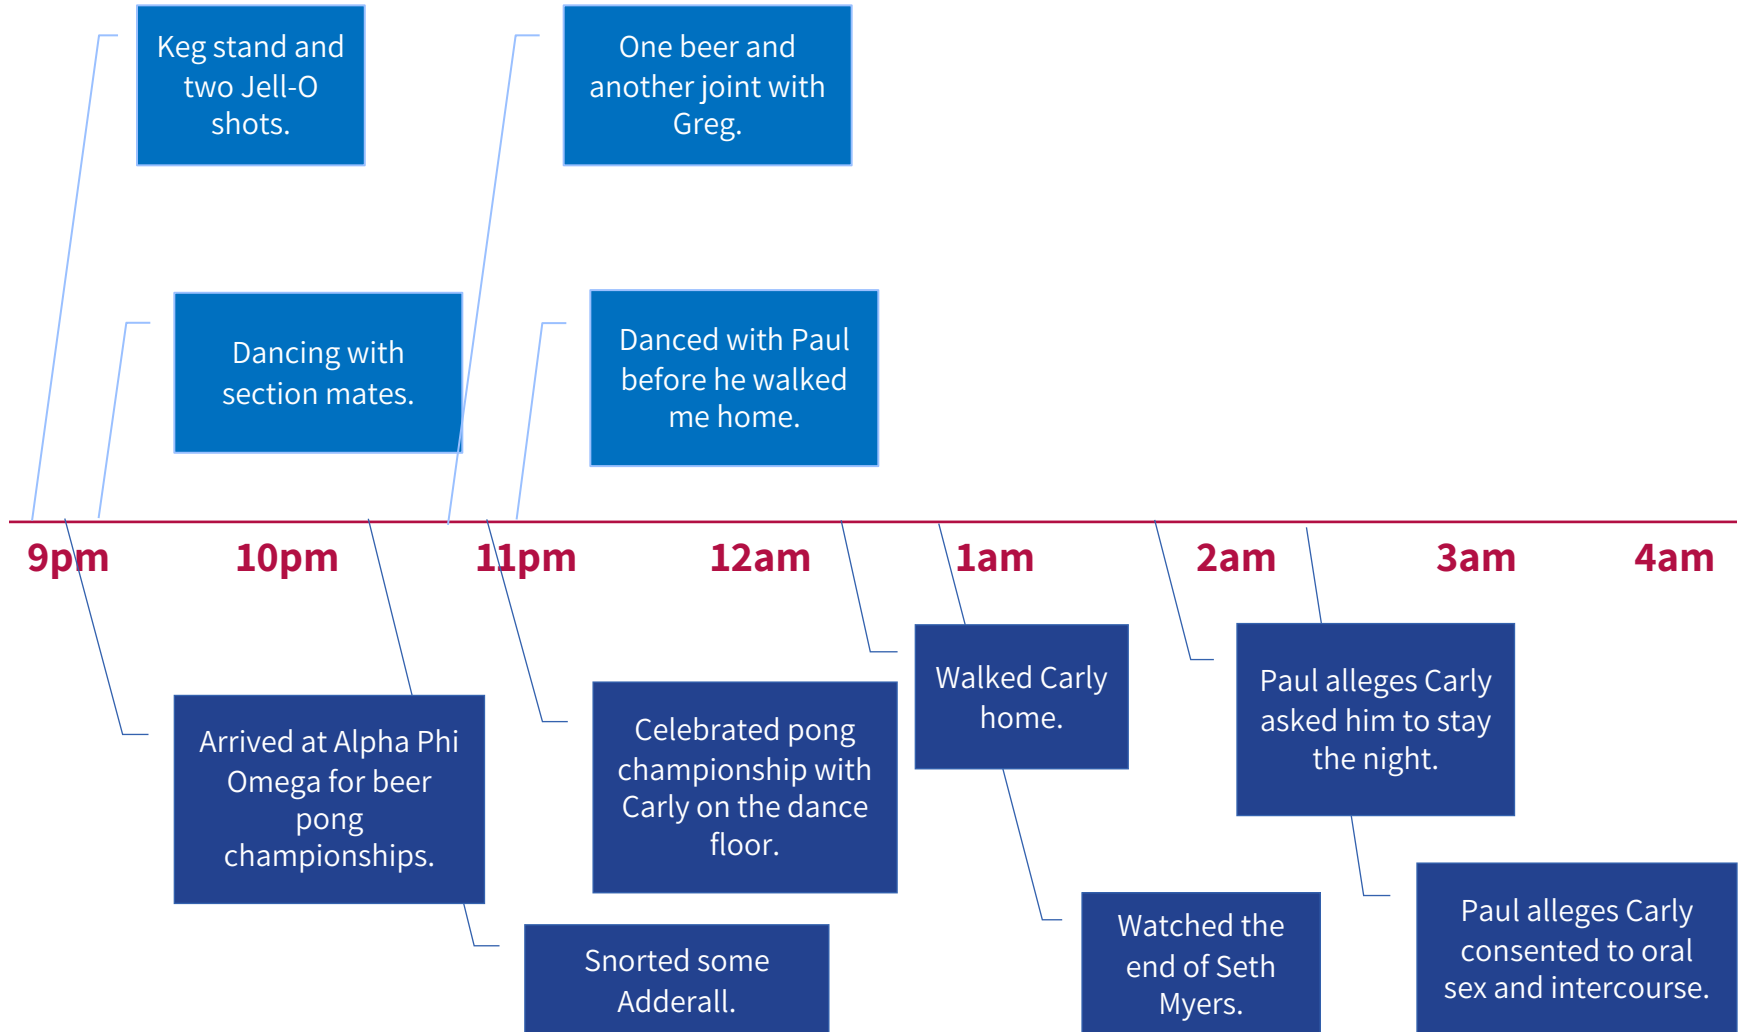 Keg stand and
two Jell-O
shots.
One beer and
another joint with
Greg.
Dancing with
section mates.
Danced with Paul
before he walked
me home.
9pm
10pm
11pm
12am
1am
2am
3am
4am
Arrived at Alpha Phi
Omega for beer
pong
championships.
Snorted some
Adderall.
Celebrated pong
championship with
Carly on the dance
floor.
Walked Carly
home.
Watched the
end of Seth
Myers.
Paul alleges Carly
asked him to stay
the night.
Paul alleges Carly
consented to oral
sex and intercourse.